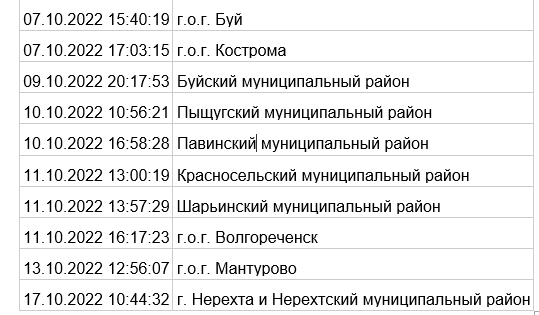 07.10.2022 15:40:19 г.о.г. Буй
07.10.2022 17:03:15 г.о.г. Кострома
09.10.2022 20:17:53 Буйский муниципальный район
10.10.2022 10:56:21 Пыщугский муниципальный район
10.10.2022 16:58:28 Павинский муниципальный район
11.10.2022 13:00:19 Красносельский муниципальный район
11.10.2022 13:57:29 Шарьинский муниципальный район
11.10.2022 16:17:23 г.о.г. Волгореченск
13.10.2022 12:56:07 г.о.г. Мантурово
17.10.2022 10:44:32 г. Нерехта и Нерехтский муниципальный район